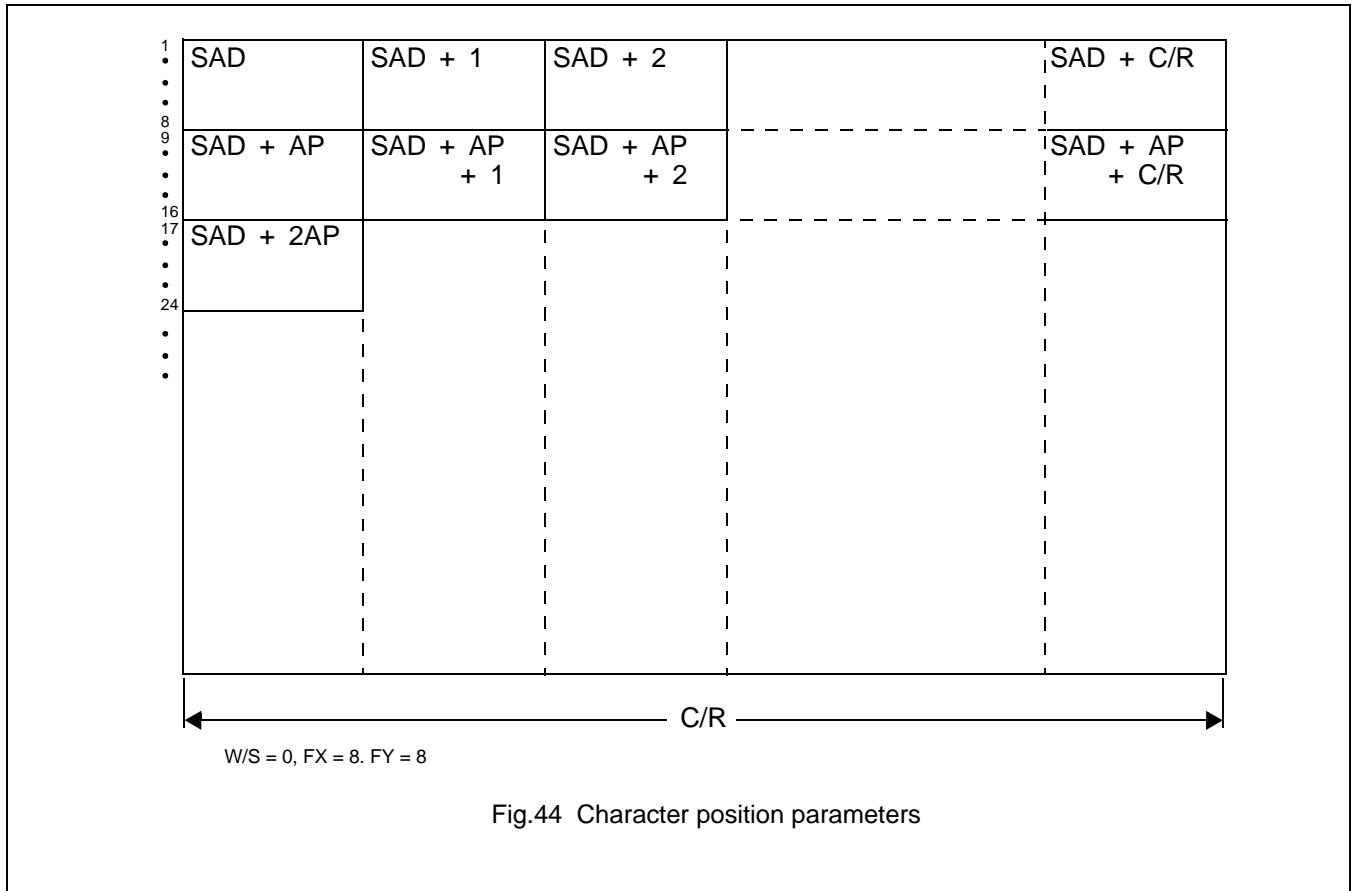 1
SAD SAD + 1 SAD + 2 SAD + C/R
8
9
SAD + AP SAD + AP SAD + AP SAD + AP
+ 1 + 2 + C/R
16
17
SAD + 2AP
24
C/R
W/S = 0, FX = 8. FY = 8
Fig.44 Character position parameters